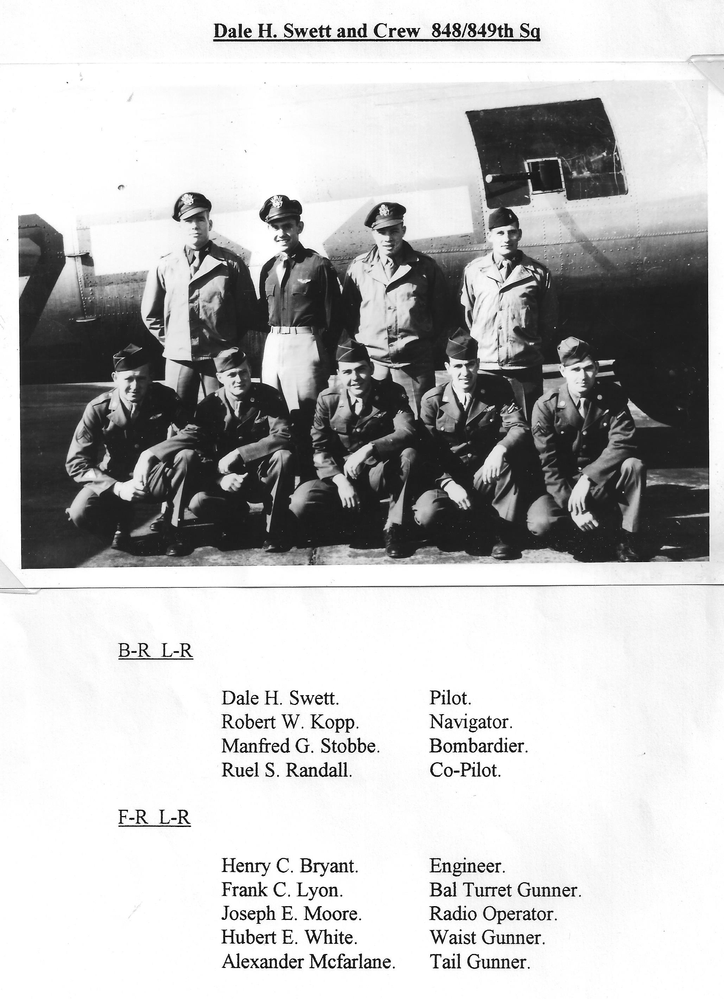 Dale H. Swett and Crew 848/849th Sq
B-R L-R
Dale H. Swett. Pilot.
Robert W. Kopp. Navigator.
Manfred G. Stobbe. Bombardier.
Ruel S. Randall. Co-Pilot.
F-R L-R
Henry C. Bryant. Engineer.
Frank C. Lyon. Bal Turret Gunner.
Joseph E. Moore. Radio Operator.
Hubert E. White. Waist Gunner.
Alexander Mcfarlane. Tail Gunner.